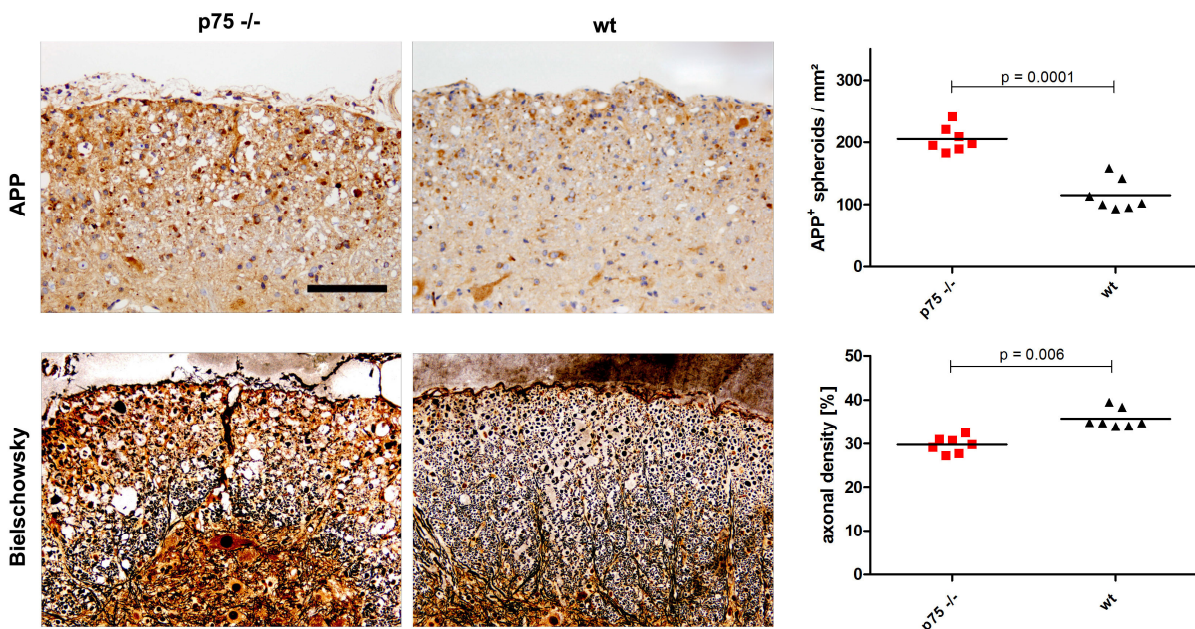 p75 -/-
wt
APP
Bielschowsky
APP⁺ spheroids / mm²
300
200
100
0
p = 0.0001
p75 -/-
wt
axonal density [%]
50
40
30
20
10
0
p = 0.006
p75 -/-
wt